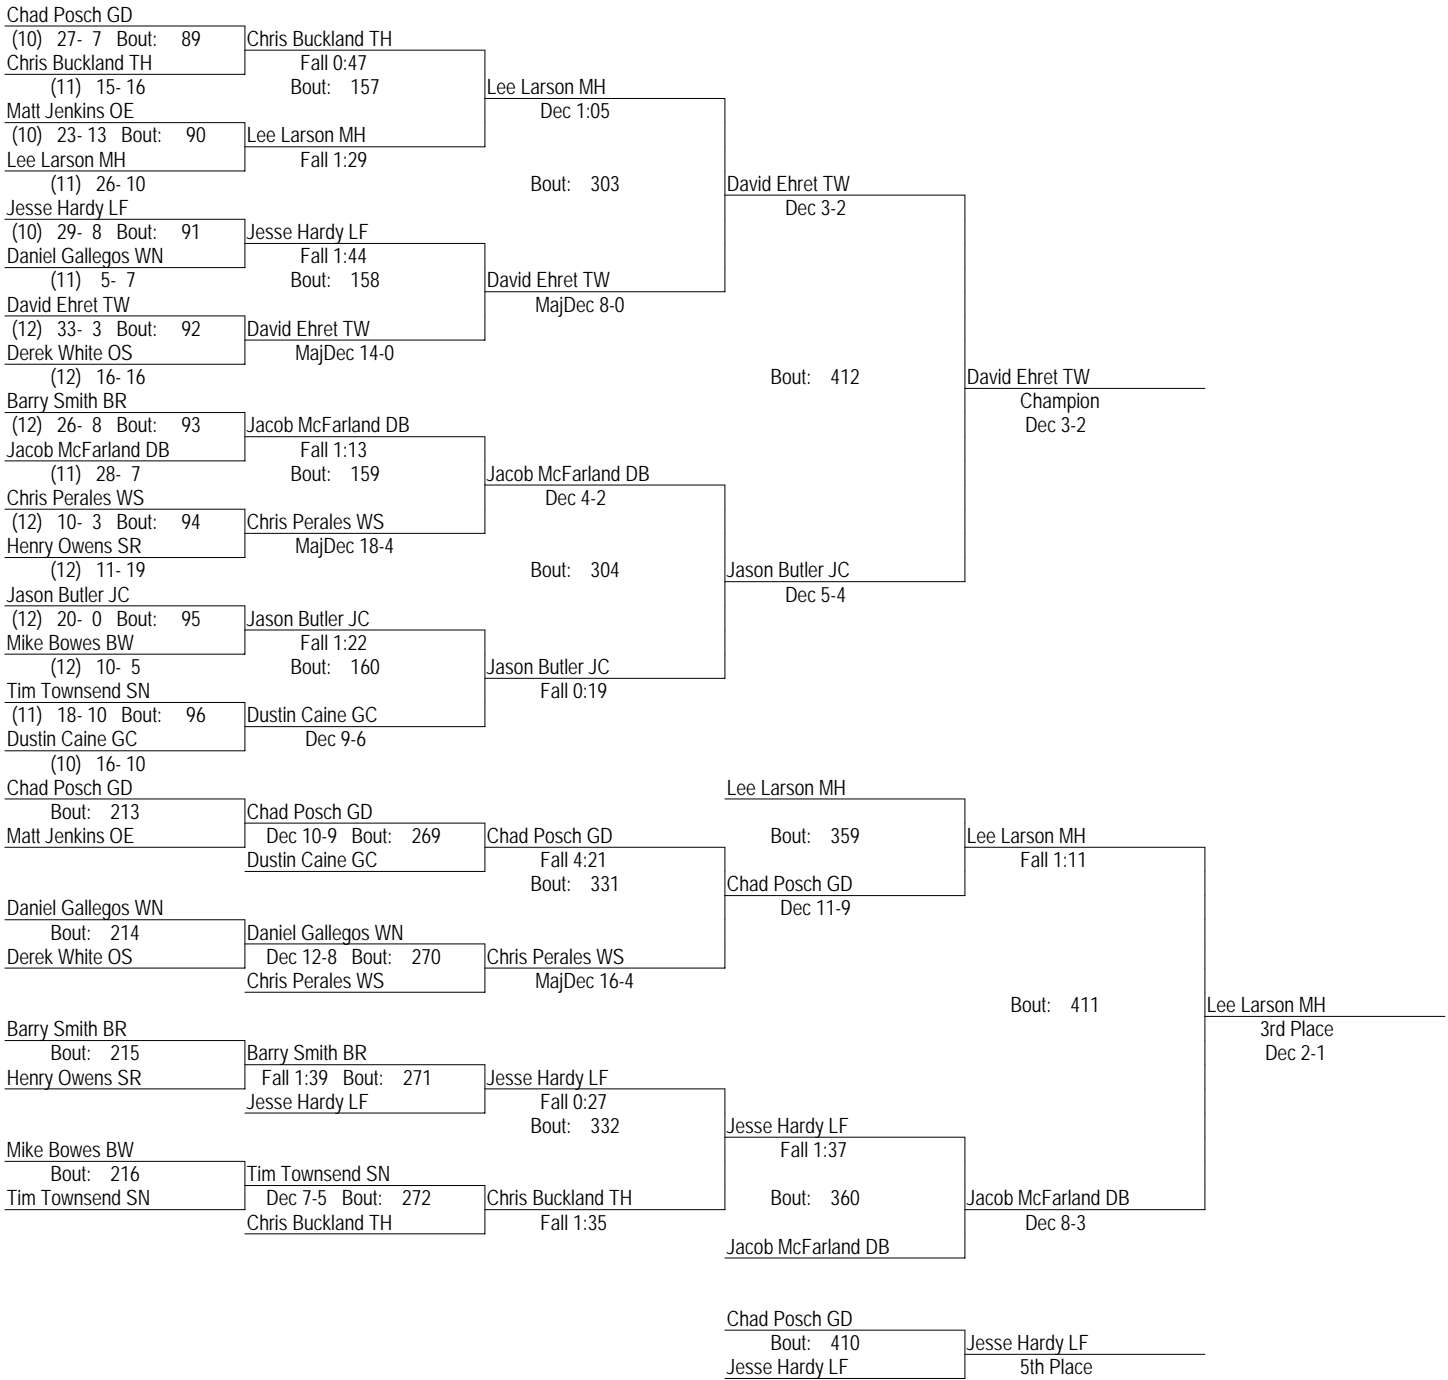 Chad Posch GD
(10) 27- 7 Bout: 89 Chris Buckland TH
Chris Buckland TH Fall 0:47
(11) 15- 16 Bout: 157 Lee Larson MH
Matt Jenkins OE Dec 1:05
(10) 23- 13 Bout: 90 Lee Larson MH
Lee Larson MH Fall 1:29
(11) 26- 10 Bout: 303 David Ehret TW
Jesse Hardy LF Dec 3-2
(10) 29- 8 Bout: 91 Jesse Hardy LF
Daniel Gallegos WN Fall 1:44
(11) 5- 7 Bout: 158 David Ehret TW
David Ehret TW MajDec 8-0
(12) 33- 3 Bout: 92 David Ehret TW
Derek White OS MajDec 14-0
(12) 16- 16 Bout: 412 David Ehret TW
Barry Smith BR Champion
(12) 26- 8 Bout: 93 Jacob McFarland DB Dec 3-2
Jacob McFarland DB Fall 1:13
(11) 28- 7 Bout: 159 Jacob McFarland DB
Chris Perales WS Dec 4-2
(12) 10- 3 Bout: 94 Chris Perales WS
Henry Owens SR MajDec 18-4
(12) 11- 19 Bout: 304 Jason Butler JC
Jason Butler JC Dec 5-4
(12) 20- 0 Bout: 95 Jason Butler JC
Mike Bowes BW Fall 1:22
(12) 10- 5 Bout: 160 Jason Butler JC
Tim Townsend SN Fall 0:19
(11) 18- 10 Bout: 96 Dustin Caine GC
Dustin Caine GC Dec 9-6
(10) 16- 10
Chad Posch GD Lee Larson MH
Bout: 213 Chad Posch GD
Matt Jenkins OE Dec 10-9 Bout: 269 Chad Posch GD Bout: 359 Lee Larson MH
Dustin Caine GC Fall 4:21 Fall 1:11
Bout: 331 Chad Posch GD
Daniel Gallegos WN Dec 11-9
Bout: 214 Daniel Gallegos WN
Derek White OS Dec 12-8 Bout: 270 Chris Perales WS
Chris Perales WS MajDec 16-4
Bout: 411 Lee Larson MH
Barry Smith BR 3rd Place
Bout: 215 Barry Smith BR Dec 2-1
Henry Owens SR Fall 1:39 Bout: 271 Jesse Hardy LF
Jesse Hardy LF Fall 0:27
Bout: 332 Jesse Hardy LF
Mike Bowes BW Fall 1:37
Bout: 216 Tim Townsend SN
Tim Townsend SN Dec 7-5 Bout: 272 Chris Buckland TH Bout: 360 Jacob McFarland DB
Chris Buckland TH Fall 1:35 Dec 8-3
Jacob McFarland DB
Chad Posch GD
Bout: 410 Jesse Hardy LF
Jesse Hardy LF 5th Place